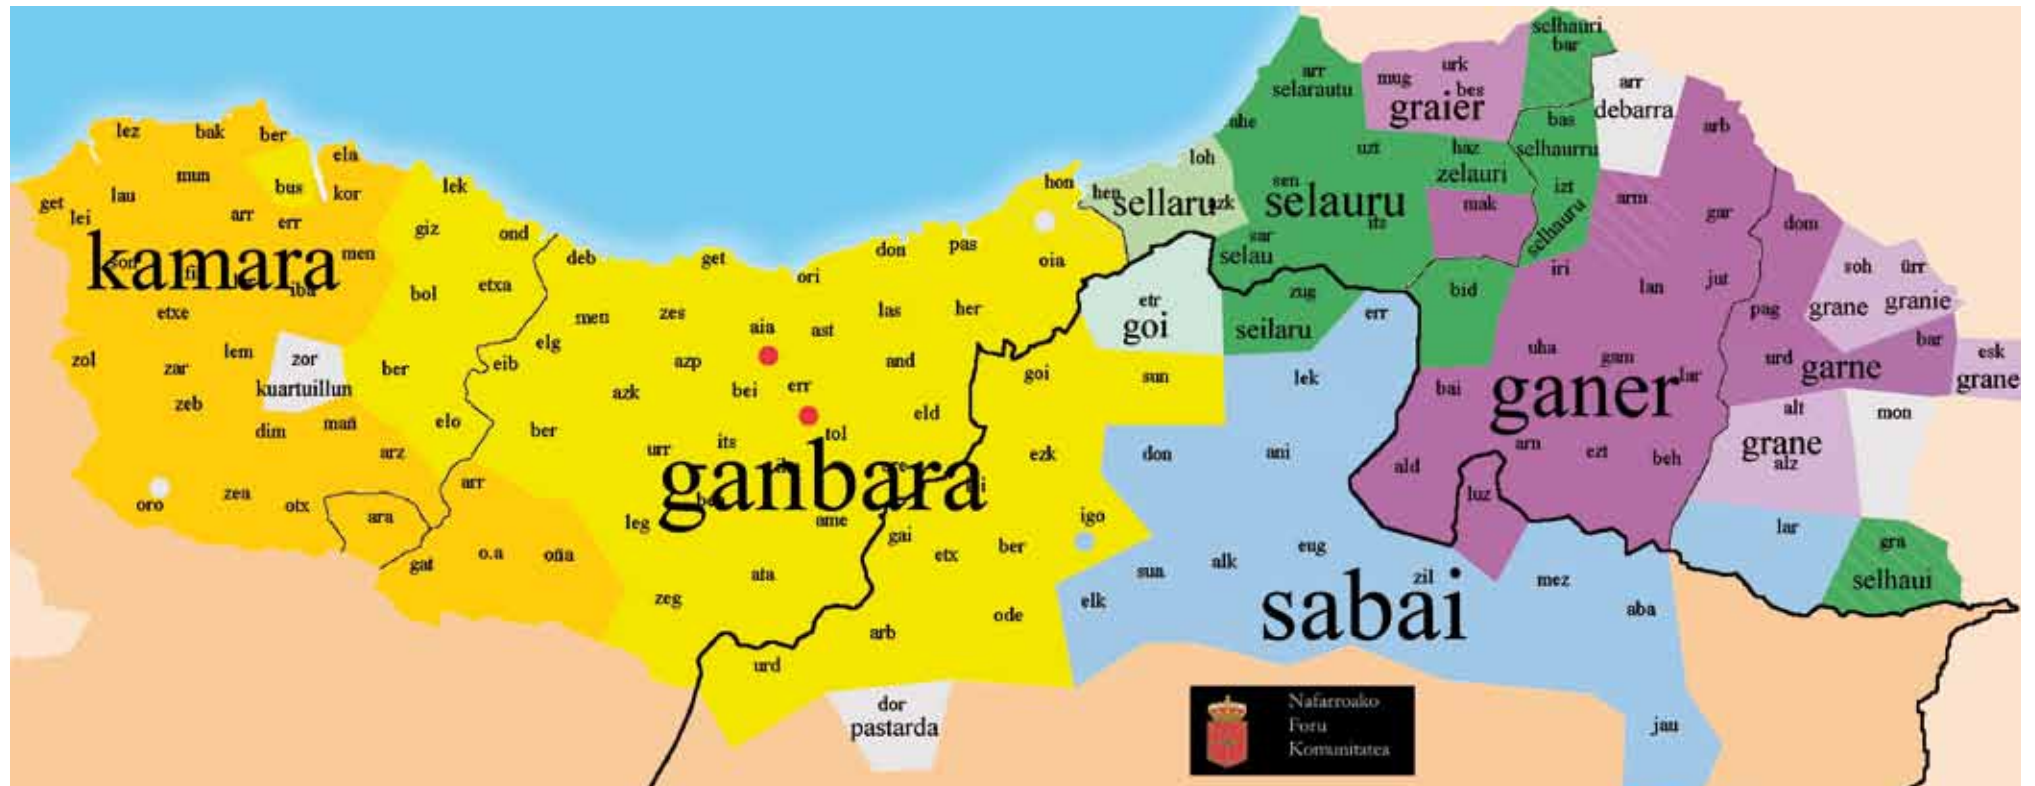 selhauri
bar
lez
bak
ber
ela
mun
bus
kor
lau
get
lei
arr
err
kamara
men
iba
etxe
zol
zar
lem
zor
kuartuillun
zeb
dim
mañ
arz
oro
zea
otx
ara
lek
giz
ond
bol
etxa
ber
elo
arr
gat
o.a
oña
deb
get
ori
don
pas
hon
oia
men
zes
aia
ast
las
her
elg
eib
azp
and
azk
bei
err
ber
urr
its
tol
eld
ganbara
leg
ame
ata
zeg
urd
goi
sun
ezk
gai
etx
ber
igo
arb
ode
dor
pastarda
hen
loh
sellaru
azk
arr
selarautu
ahe
uzt
sen
selauru
its
sar
selau
mug
urk
bes
graier
haz
zelauri
mak
bas
selhaurru
izt
selhauru
arr
debarra
etr
goi
zug
seilaru
err
bid
lek
don
ani
elk
sua
alk
eug
zil
sabai
mez
aba
jau
arb
arm
gar
iri
lan
jut
uha
gam
lar
bai
ganer
arn
ezt
beh
ald
luz
dom
pag
urd
garne
bar
soh
ürr
grane
granie
esk
grane
alt
grane
alz
mon
lar
gra
selhaui
Nafarroako
Foru
Komunitatea